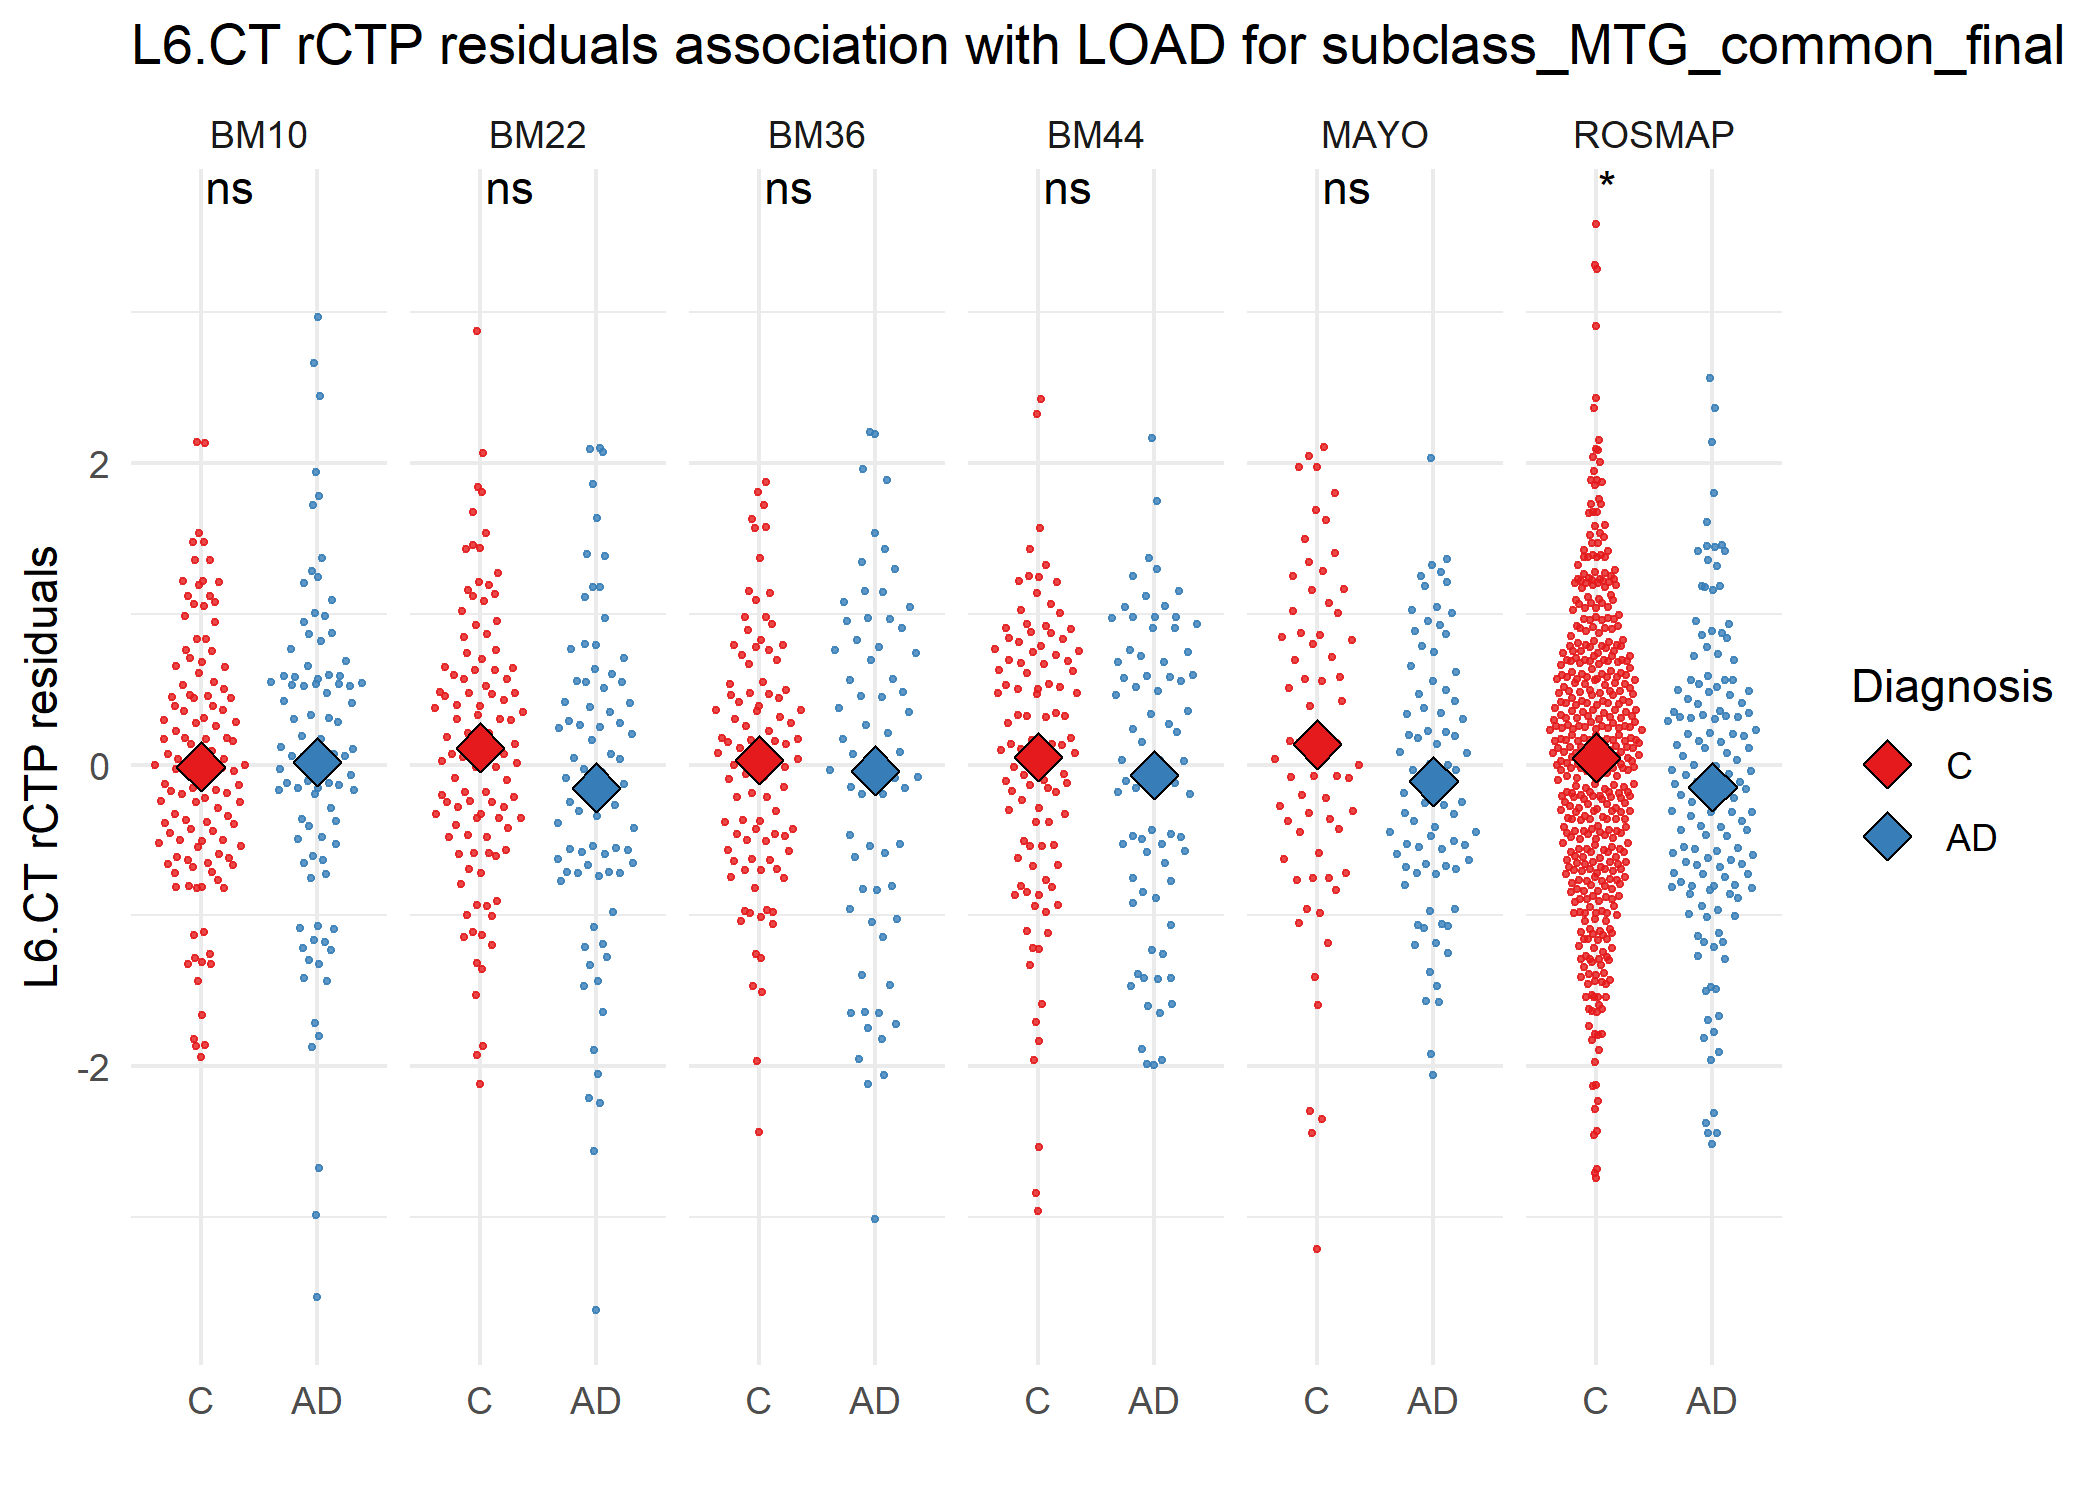 L6.CT rCTP residuals association with LOAD for subclass_MTG_common_final
BM10 BM22 BM36 BM44 MAYO ROSMAP
ns ns ns ns ns *
L6.CT rCTP residuals
2
0
-2
C AD C AD C AD C AD C AD C AD
Diagnosis
C
AD